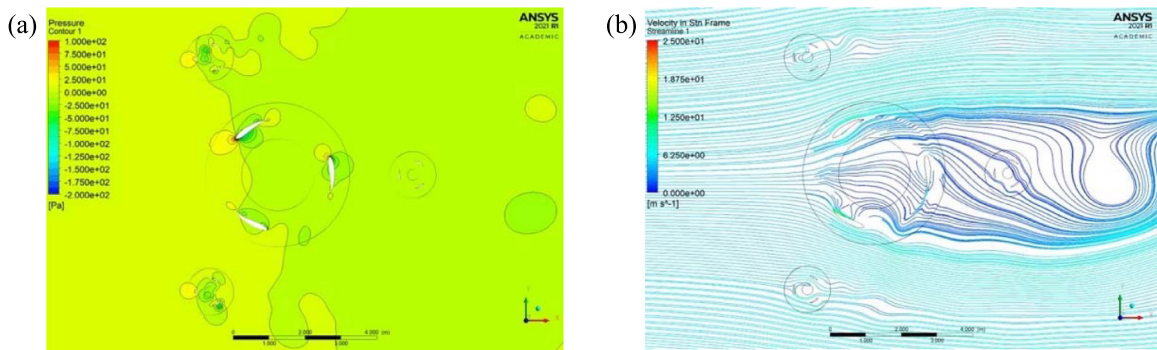 (a)
Pressure
Contour 1
1.000e+02
7.500e+01
5.000e+01
2.500e+01
0.000e+00
-2.500e+01
-5.000e+01
-7.500e+01
-1.000e+02
-1.250e+02
-1.500e+02
-1.750e+02
-2.000e+02
[Pa]
ANSYS
2021 R1
ACADEMIC
0
2.000
4.000 (m)
1.000
3.000
Y
X
(b)
Velocity in Stn Frame
Streamline 1
2.500e+01
1.875e+01
1.250e+01
6.250e+00
0.000e+00
[m s^-1]
ANSYS
2021 R1
ACADEMIC
0
2.000
4.000 (m)
1.000
3.000
Y
X